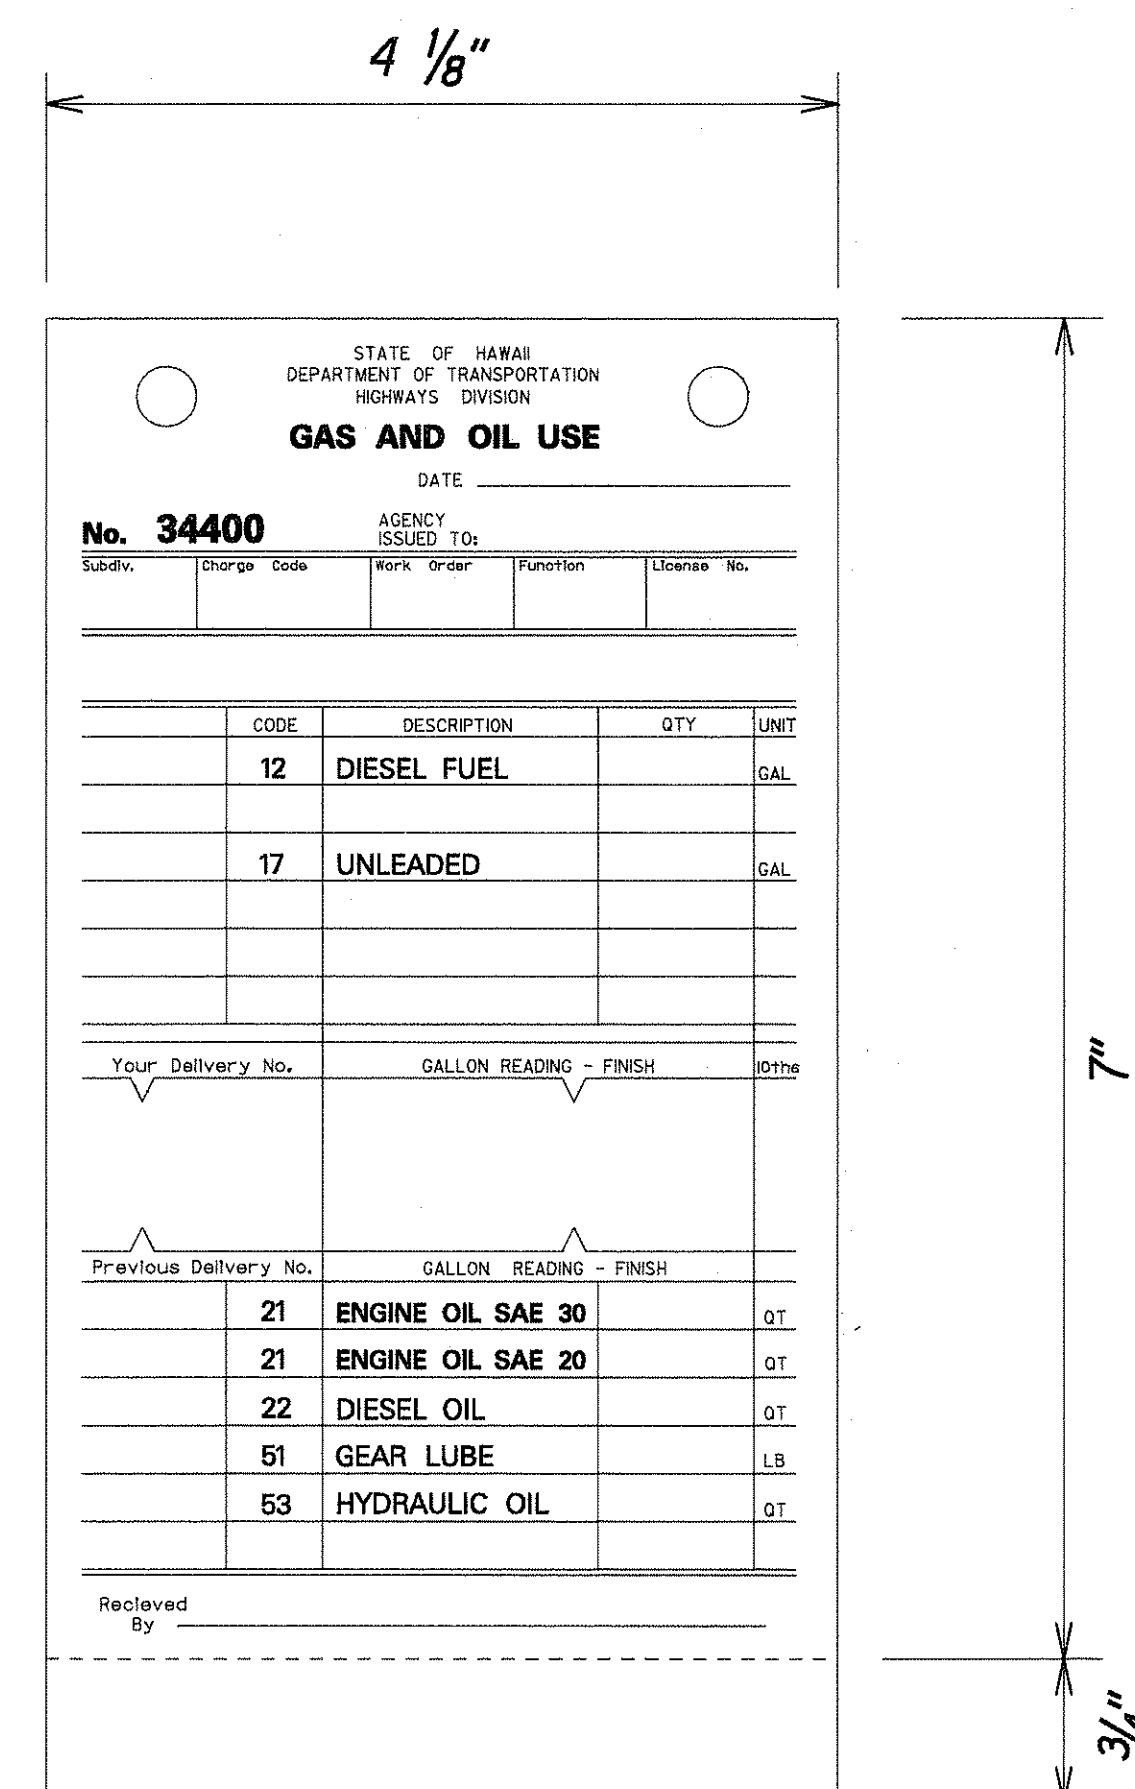 4 1/8"
STATE OF HAWAII
DEPARTMENT OF TRANSPORTATION
HIGHWAYS DIVISION
GAS AND OIL USE
DATE
No. 34400 AGENCY
ISSUED TO:
Subdiv. Charge Code Work Order Function License No.
CODE DESCRIPTION QTY UNIT
12 DIESEL FUEL GAL
17 UNLEADED GAL
Your Delivery No. GALLON READING - FINISH 10ths
7"
Previous Delivery No. GALLON READING - FINISH
21 ENGINE OIL SAE 30 QT
21 ENGINE OIL SAE 20 QT
22 DIESEL OIL QT
51 GEAR LUBE LB
53 HYDRAULIC OIL QT
Recieved
By
3/4"